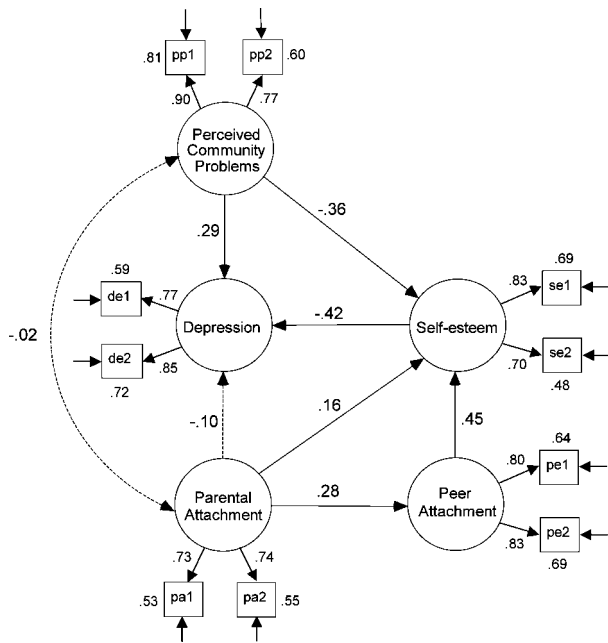 .81
pp1
pp2
.60
.90
.77
Perceived
Community
Problems
-.36
.29
.59
.69
de1
.77
.83
se1
-.02
Depression
-.42
Self-esteem
de2
.85
.70
se2
.72
.48
-.10
.16
.45
.64
.80
pe1
Parental
Attachment
.28
Peer
Attachment
.83
pe2
.69
.73
.74
.53
pa1
pa2
.55